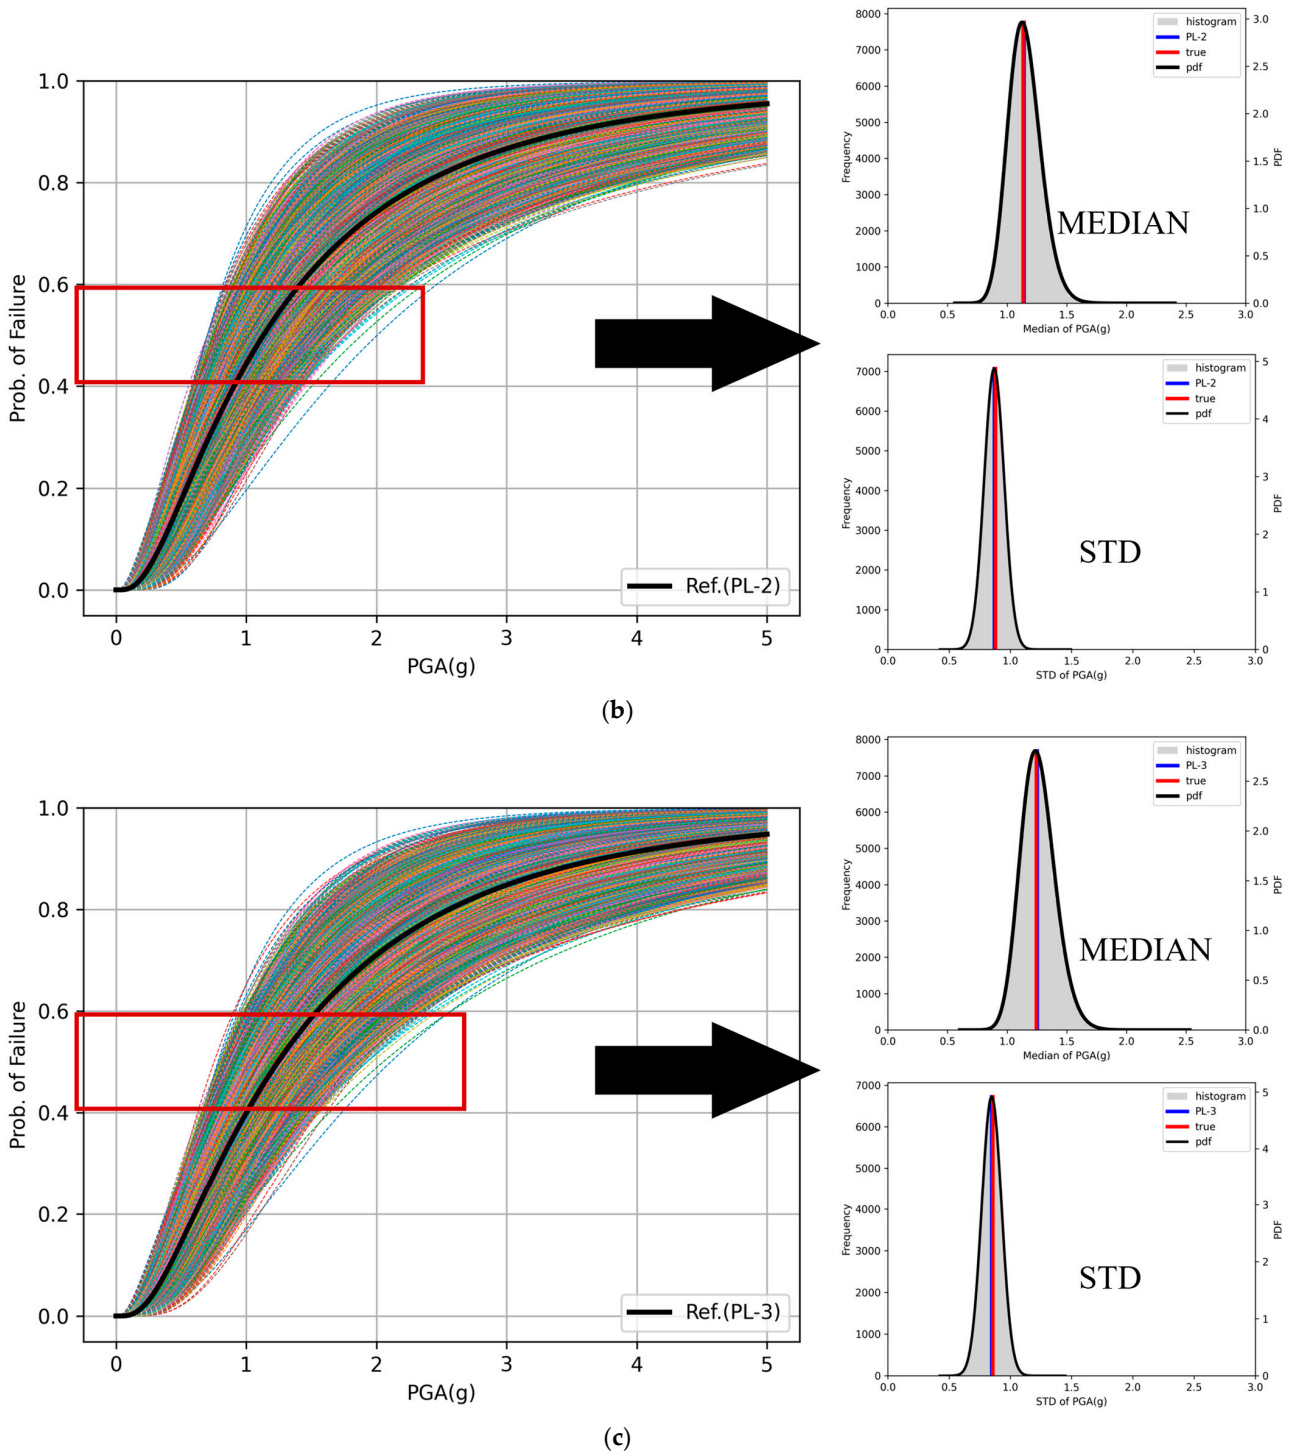 1.0
0.8
0.6
0.4
0.2
0.0
Prob. of Failure
0 1 2 3 4 5
PGA(g)
Ref.(PL-2)
8000
7000
6000
5000
4000
3000
2000
1000
0
Frequency
histogram
PL-2
true
pdf
MEDIAN
3.0
2.5
2.0
1.5
1.0
0.5
0.0
PDF
0.0 0.5 1.0 1.5 2.0 2.5 3.0
Median of PGA(g)
7000
6000
5000
4000
3000
2000
1000
0
Frequency
histogram
PL-2
true
pdf
STD
5
4
3
2
1
0
PDF
0.0 0.5 1.0 1.5 2.0 2.5 3.0
STD of PGA(g)
(b)
1.0
0.8
0.6
0.4
0.2
0.0
Prob. of Failure
0 1 2 3 4 5
PGA(g)
Ref.(PL-3)
8000
7000
6000
5000
4000
3000
2000
1000
0
Frequency
histogram
PL-3
true
pdf
MEDIAN
2.5
2.0
1.5
1.0
0.5
0.0
PDF
0.0 0.5 1.0 1.5 2.0 2.5 3.0
Median of PGA(g)
7000
6000
5000
4000
3000
2000
1000
0
Frequency
histogram
PL-3
true
pdf
STD
5
4
3
2
1
0
PDF
0.0 0.5 1.0 1.5 2.0 2.5 3.0
STD of PGA(g)
(c)